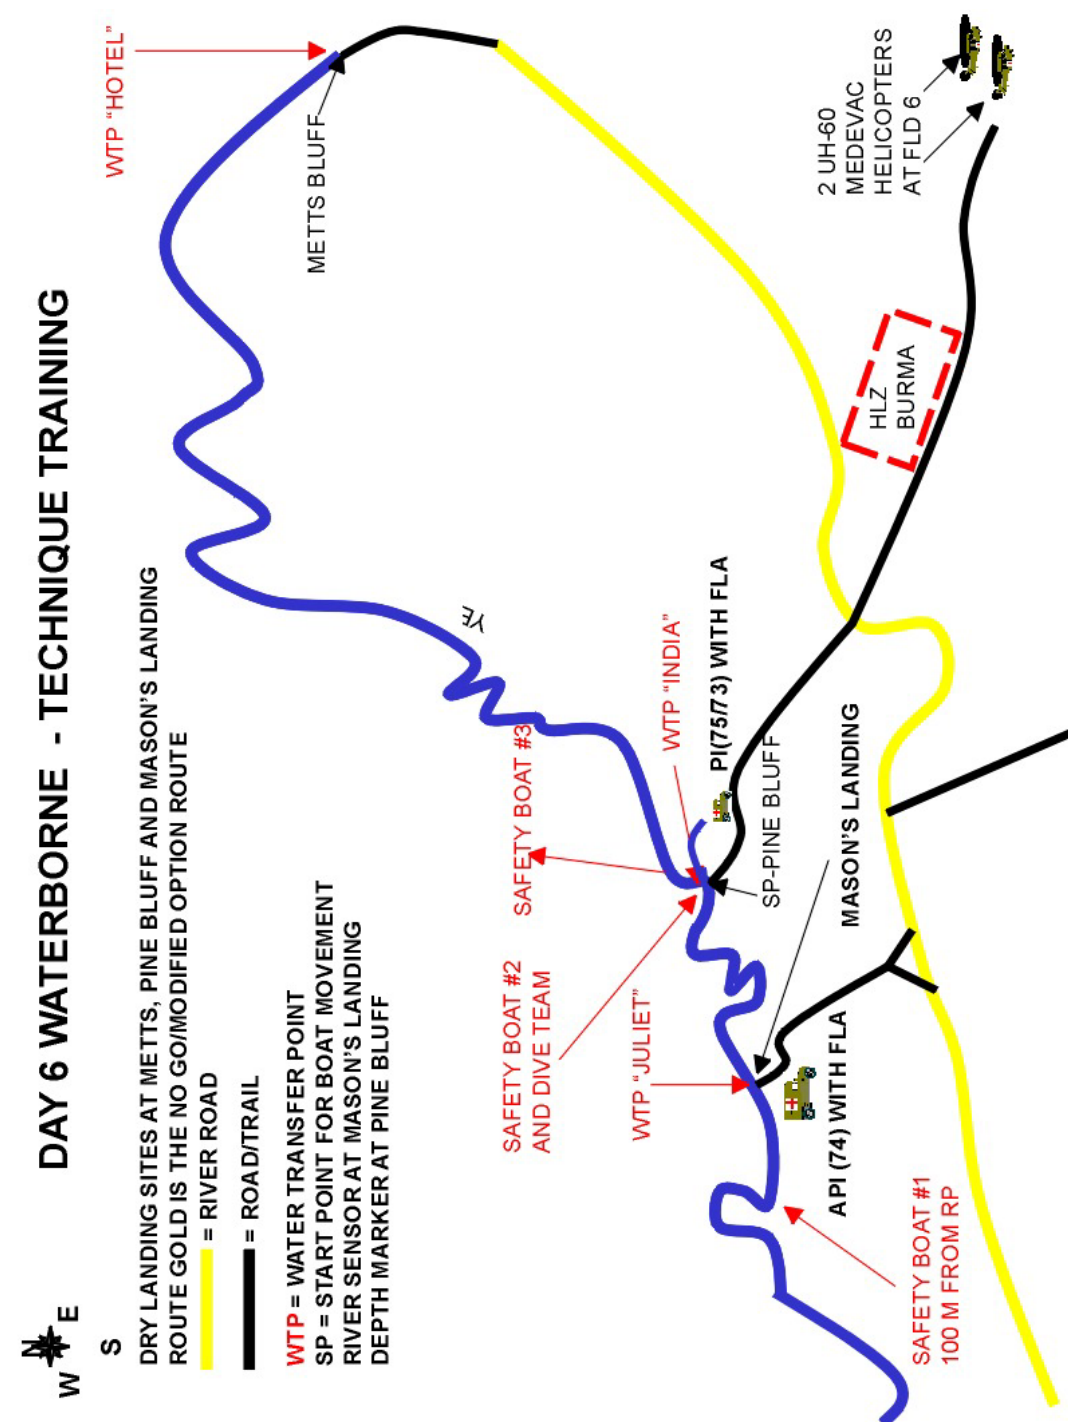 DAY 6 WATERBORNE - TECHNIQUE TRAINING
N
W
E
S
DRY LANDING SITES AT METTS, PINE BLUFF AND MASON'S LANDING
ROUTE GOLD IS THE NO GO/MODIFIED OPTION ROUTE
= RIVER ROAD
= ROAD/TRAIL
WTP = WATER TRANSFER POINT
SP = START POINT FOR BOAT MOVEMENT
RIVER SENSOR AT MASON'S LANDING
DEPTH MARKER AT PINE BLUFF
WTP “HOTEL”
METTS BLUFF
YE
SAFETY BOAT #3
SAFETY BOAT #2
AND DIVE TEAM
WTP “INDIA”
PI(75/73) WITH FLA
SP-PINE BLUFF
WTP “JULIET”
MASON'S LANDING
API (74) WITH FLA
SAFETY BOAT #1
100 M FROM RP
HLZ
BURMA
2 UH-60
MEDEVAC
HELICOPTERS
AT FLD 6